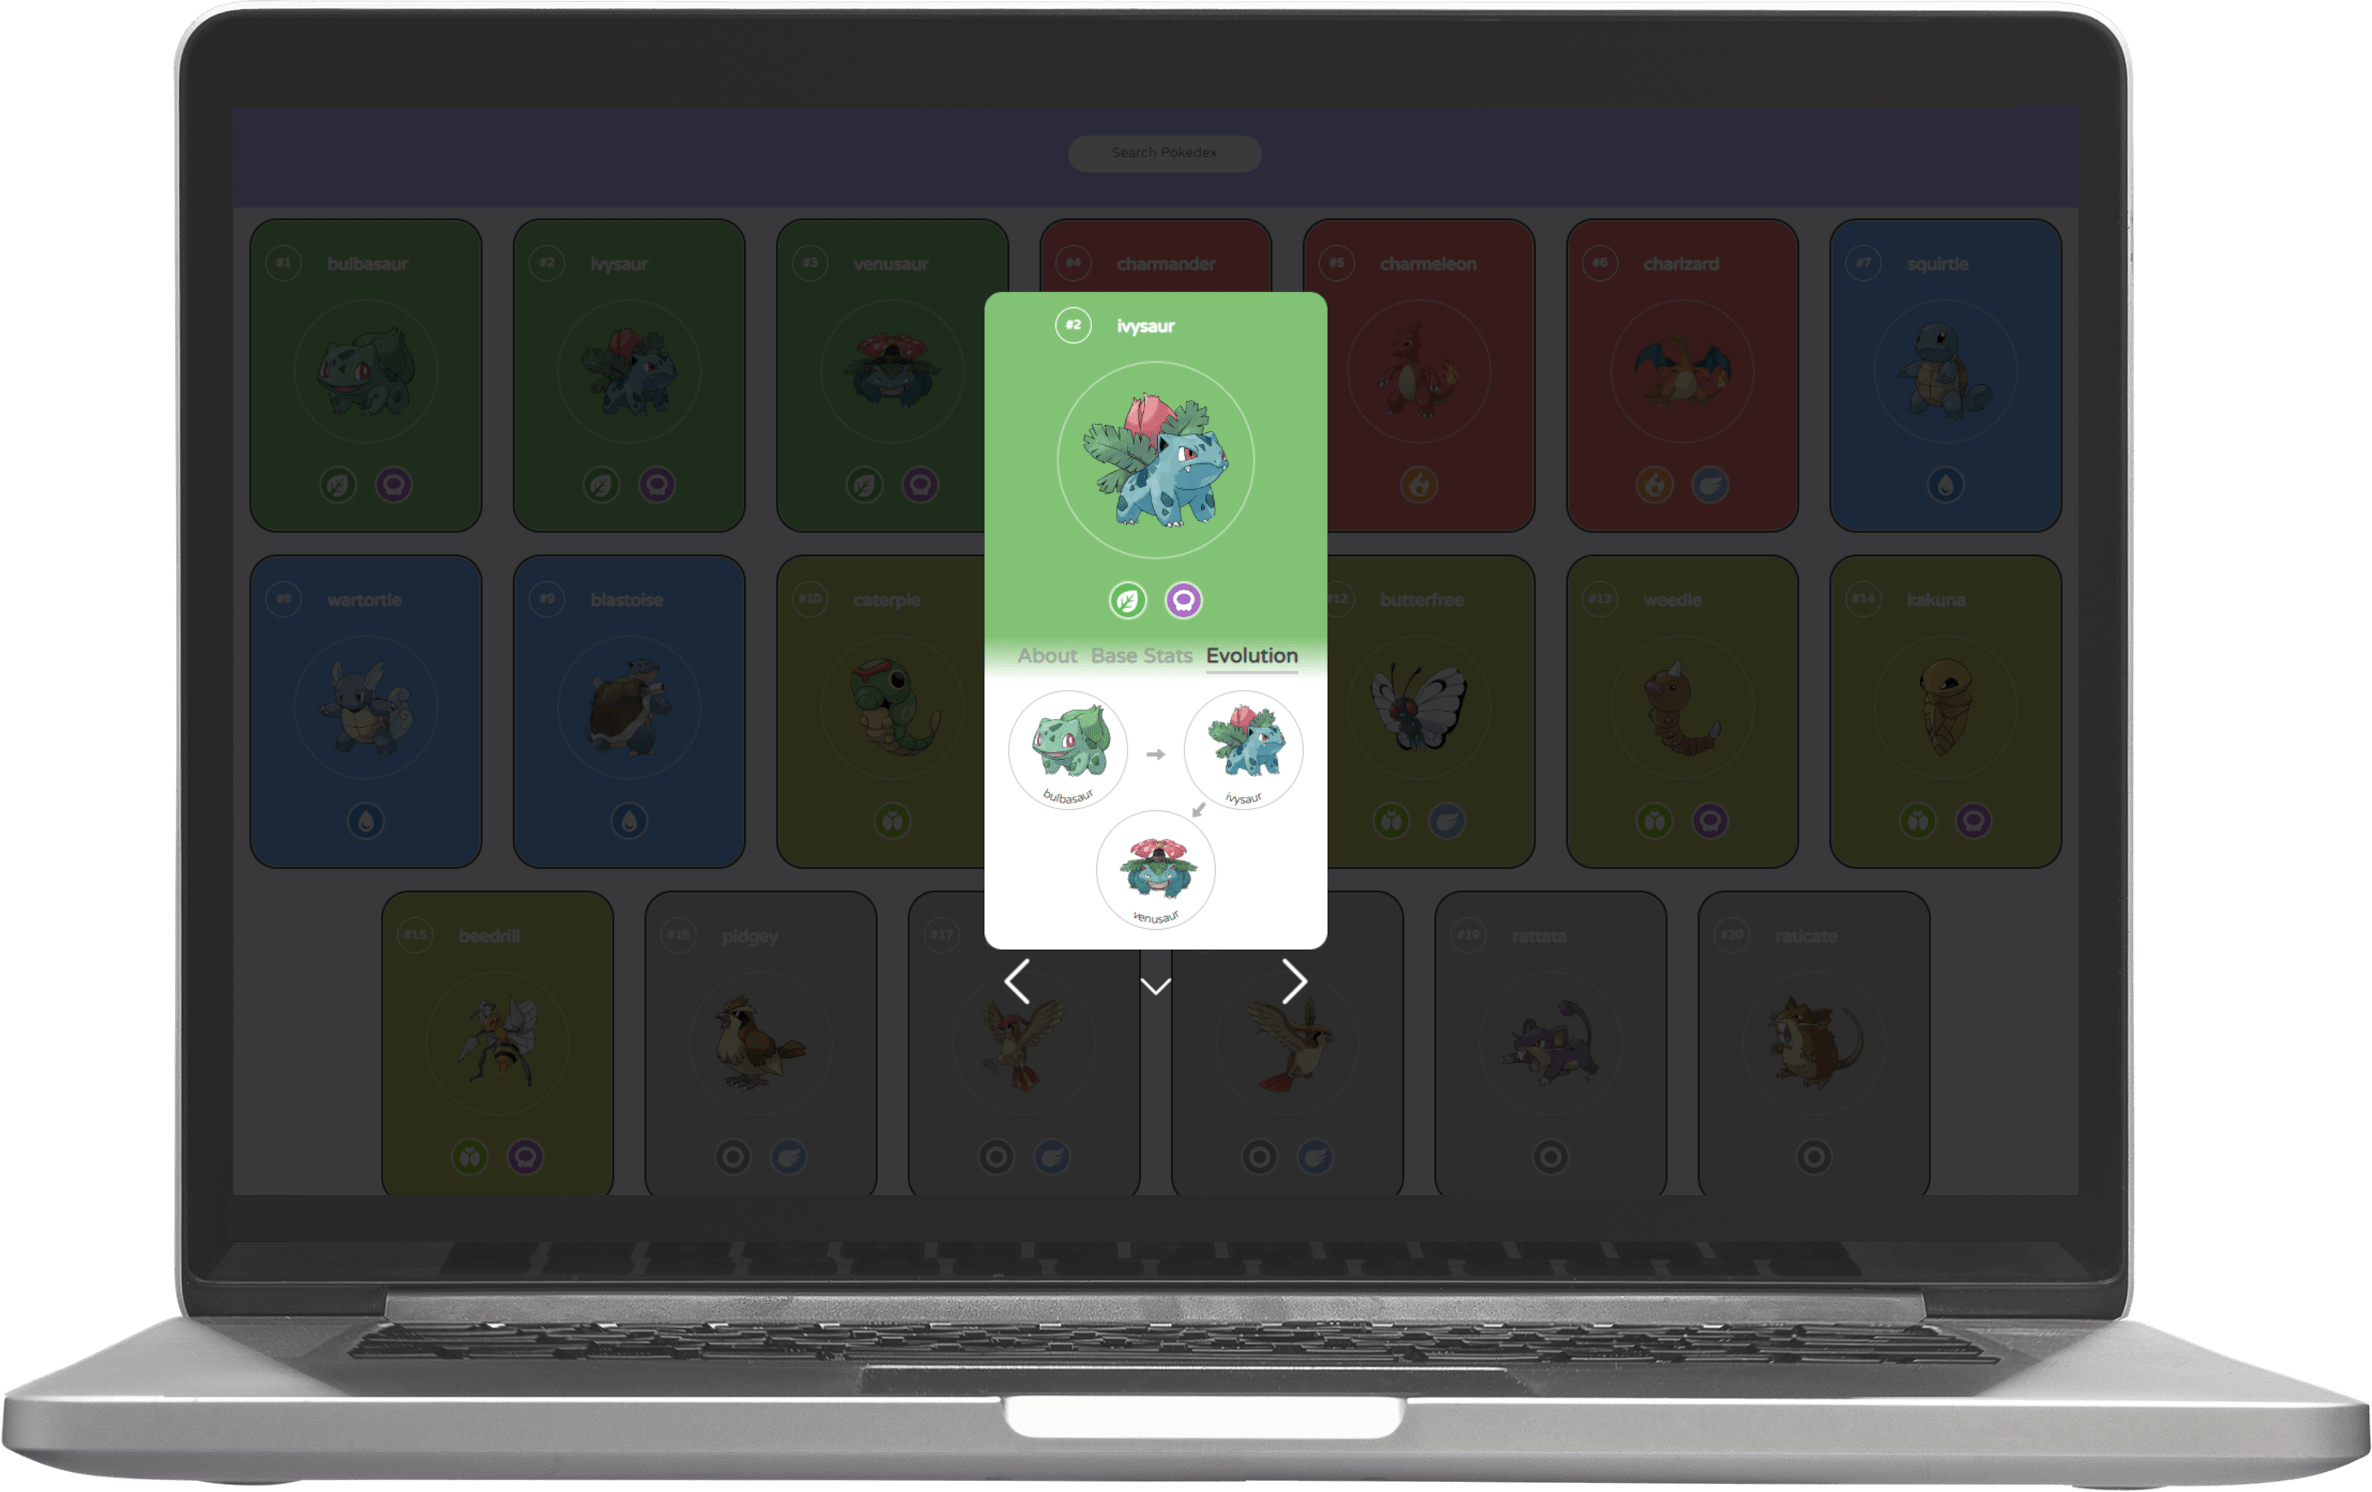 Search Pokedex
#1 bulbasaur
#2 ivysaur
#3 venusaur
#4 charmander
#5 charmeleon
#6 charizard
#7 squirtle
#2 ivysaur
About Base Stats Evolution
bulbasaur
ivysaur
venusaur
#8 wartortle
#9 blastoise
#10 caterpie
#12 butterfree
#13 weedle
#14 kakuna
#15 beedrill
#16 pidgey
#17
#19 rattata
#20 raticate